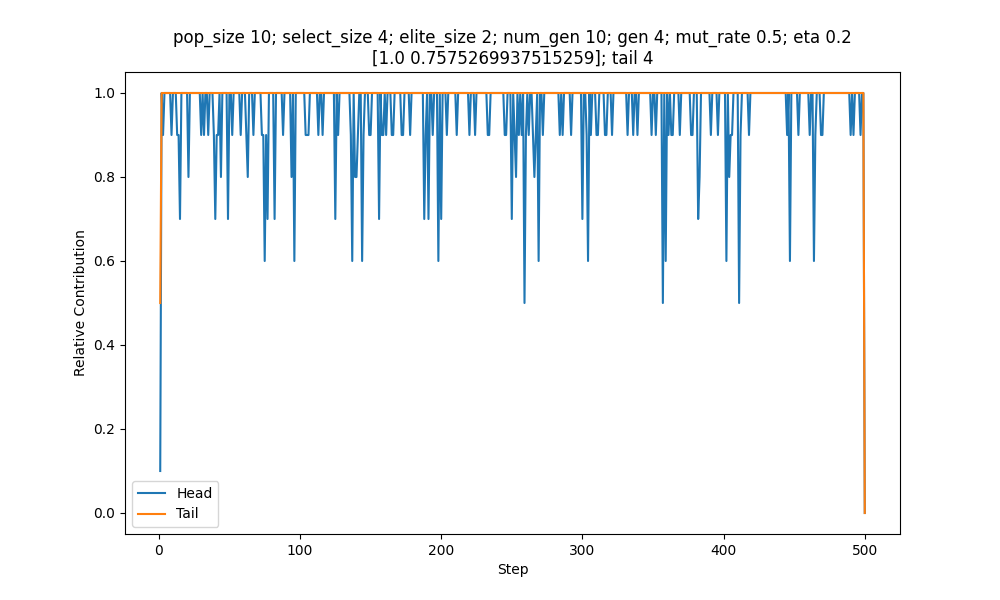 pop_size 10; select_size 4; elite_size 2; num_gen 10; gen 4; mut_rate 0.5; eta 0.2
[1.0 0.7575269937515259]; tail 4
1.0
0.8
0.6
0.4
0.2
0.0
Relative Contribution
Head
Tail
0
100
200
300
400
500
Step